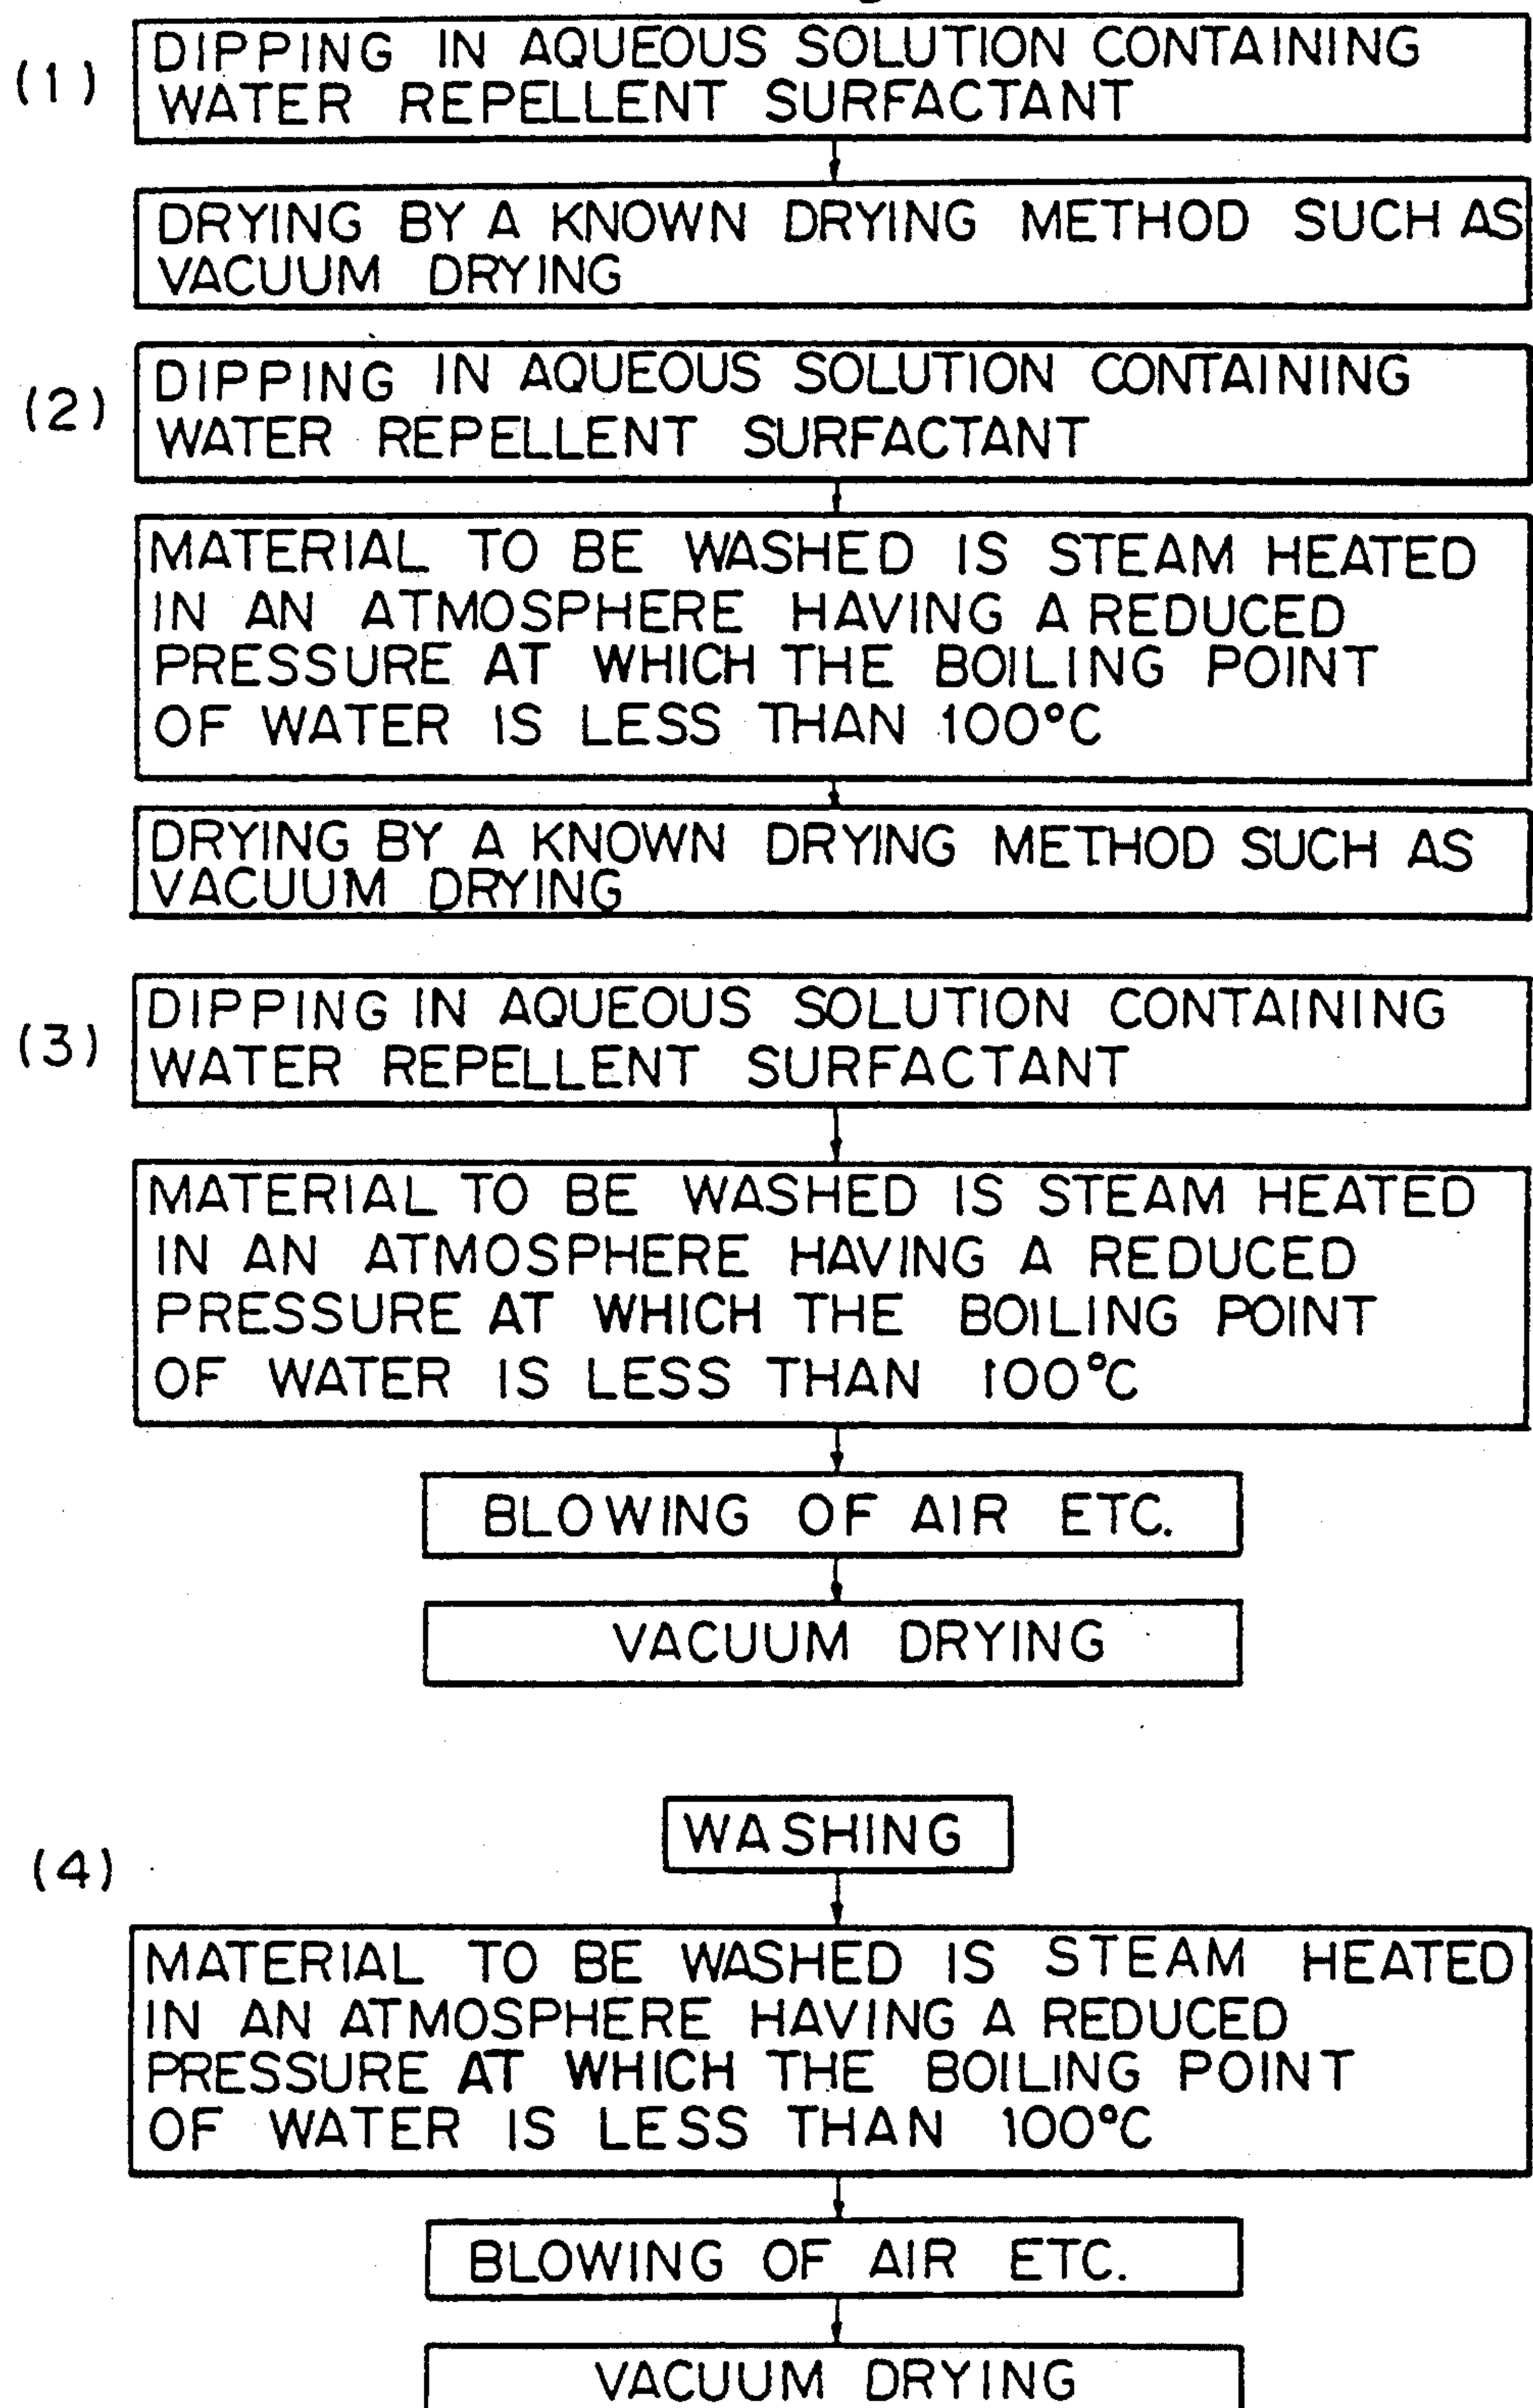 (1)
DIPPING IN AQUEOUS SOLUTION CONTAINING
WATER REPELLENT SURFACTANT
DRYING BY A KNOWN DRYING METHOD SUCH AS
VACUUM DRYING
(2)
DIPPING IN AQUEOUS SOLUTION CONTAINING
WATER REPELLENT SURFACTANT
MATERIAL TO BE WASHED IS STEAM HEATED
IN AN ATMOSPHERE HAVING A REDUCED
PRESSURE AT WHICH THE BOILING POINT
OF WATER IS LESS THAN 100°C
DRYING BY A KNOWN DRYING METHOD SUCH AS
VACUUM DRYING
(3)
DIPPING IN AQUEOUS SOLUTION CONTAINING
WATER REPELLENT SURFACTANT
MATERIAL TO BE WASHED IS STEAM HEATED
IN AN ATMOSPHERE HAVING A REDUCED
PRESSURE AT WHICH THE BOILING POINT
OF WATER IS LESS THAN 100°C
BLOWING OF AIR ETC.
VACUUM DRYING
(4)
WASHING
MATERIAL TO BE WASHED IS STEAM HEATED
IN AN ATMOSPHERE HAVING A REDUCED
PRESSURE AT WHICH THE BOILING POINT
OF WATER IS LESS THAN 100°C
BLOWING OF AIR ETC.
VACUUM DRYING